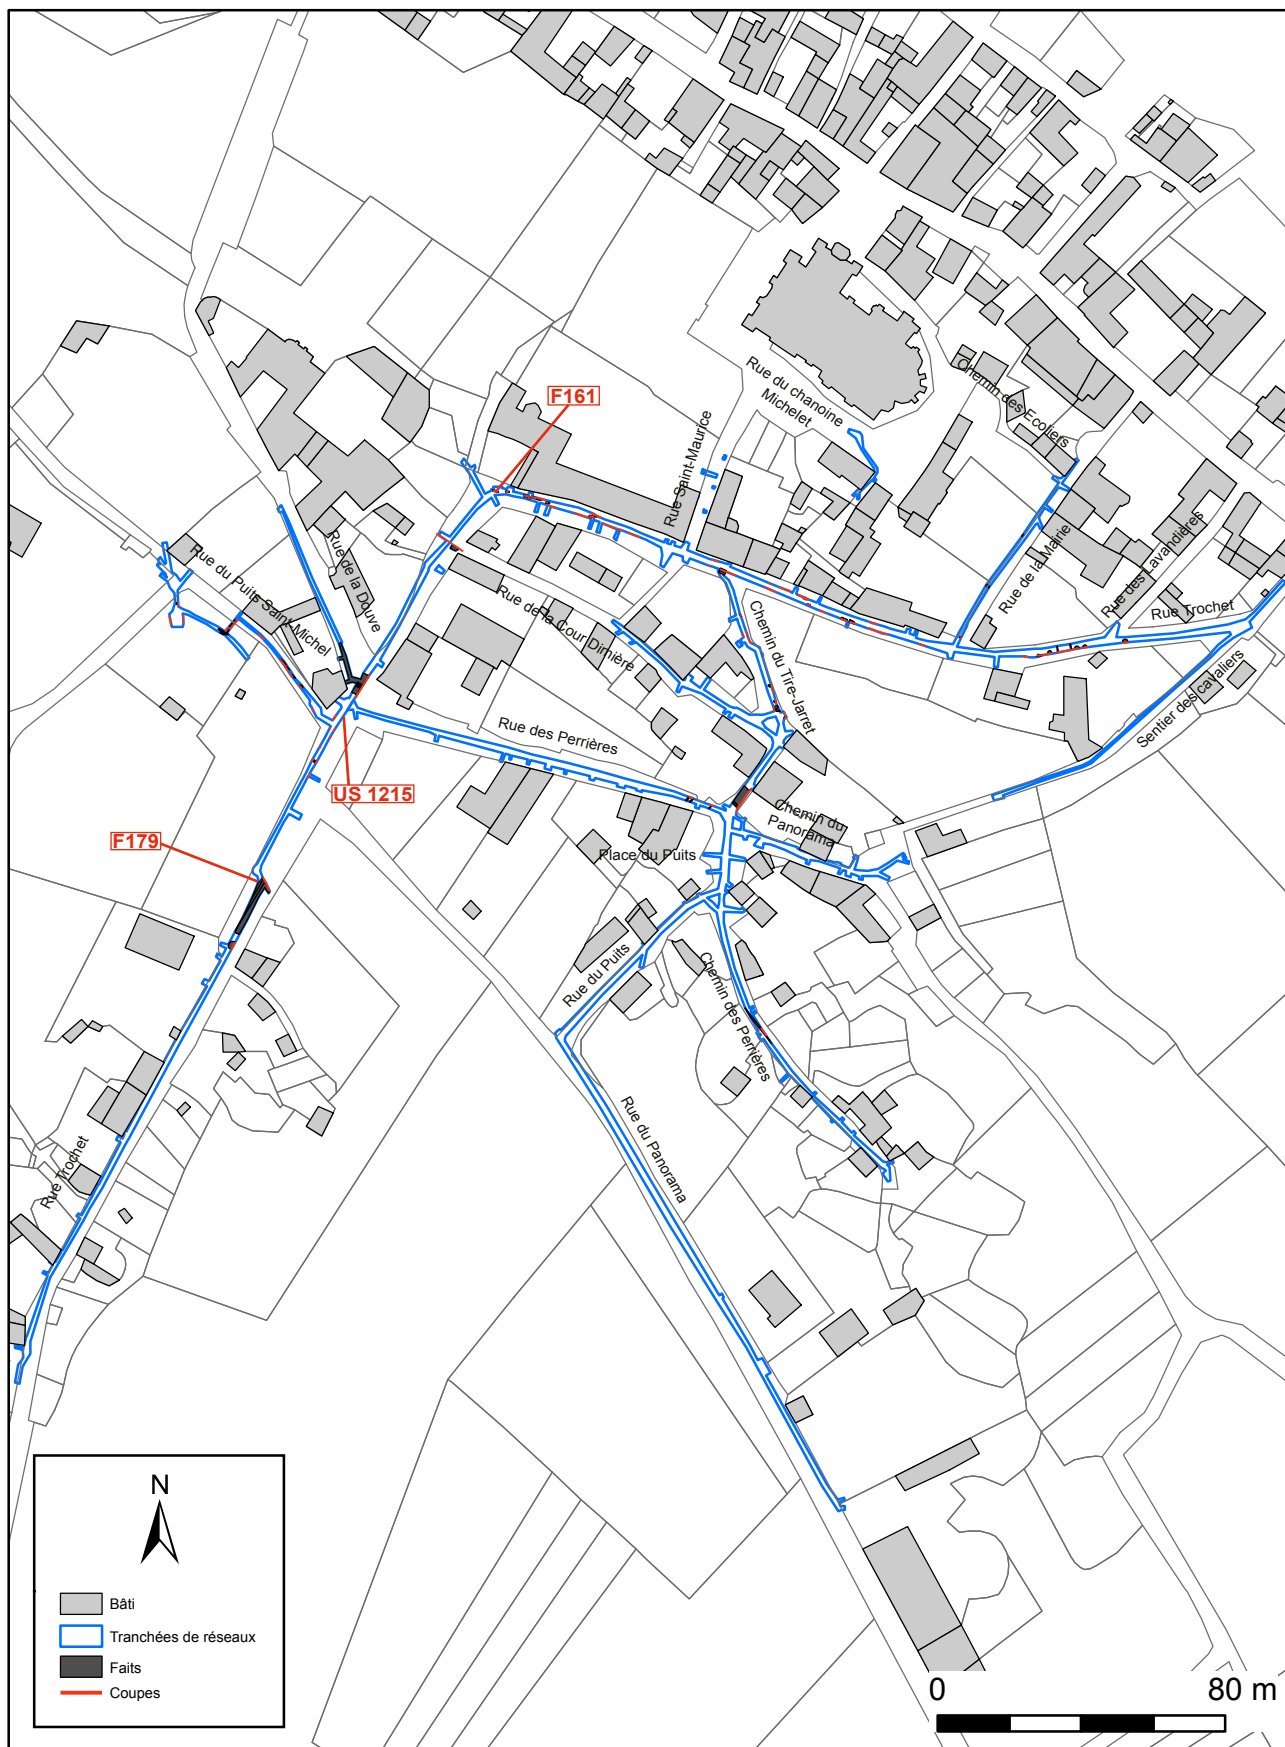 F161
Rue du chanoine
Michelet
Chemin des Ecoliers
Rue Saint-Maurice
Rue de la Mairie
Rue des Lavandières
Rue Trochet
Rue du Puits Saint-Michel
Rue de la Douve
Rue de la Cour Dimière
Chemin du Tire-Jarret
Sentier des cavaliers
Rue des Perrières
US 1215
Chemin du
Panorama
F179
Place du Puits
Rue du Puits
Chemin des Perrières
Rue du Panorama
Rue Trochet
N
Bâti
Tranchées de réseaux
Faits
Coupes
0 80 m